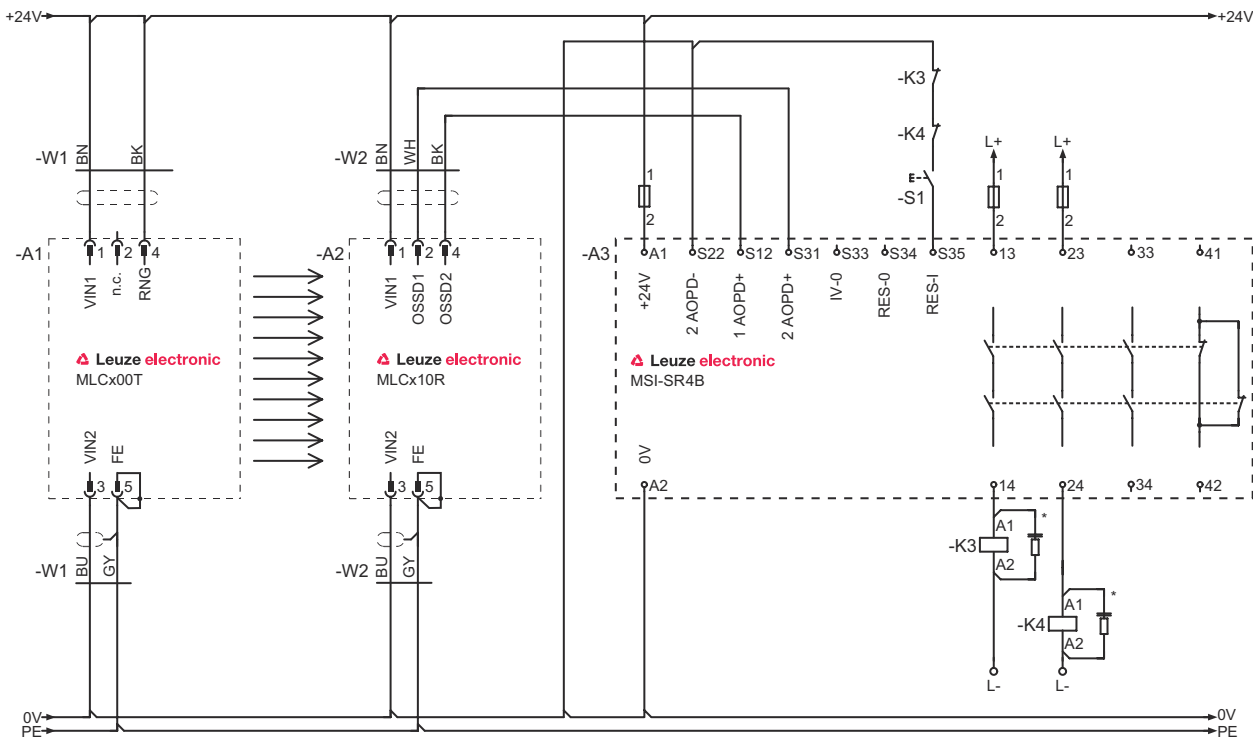 +24V +24V
-K3
-K4
-S1
L+ L+
-W1 BN BK
-W2 BN WH BK
1 1 1
2 2 2
-A1 1 2 4
VIN1 n.c. RNG
-A2 1 2 4
VIN1 OSSD1 OSSD2
-A3 A1 S22 S12 S31 S33 S34 S35 13 23 33 41
+24V 2 AOPD- 1 AOPD+ 2 AOPD+ IV-0 RES-0 RES-I
Leuze electronic
MLCx00T
Leuze electronic
MLCx10R
Leuze electronic
MSI-SR4B
VIN2 FE
3 5
VIN2 FE
3 5
0V
A2 14 24 34 42
-W1 BU GY
-W2 BU GY
-K3 A1 *
A2
-K4 A1 *
A2
L- L-
0V 0V
PE PE